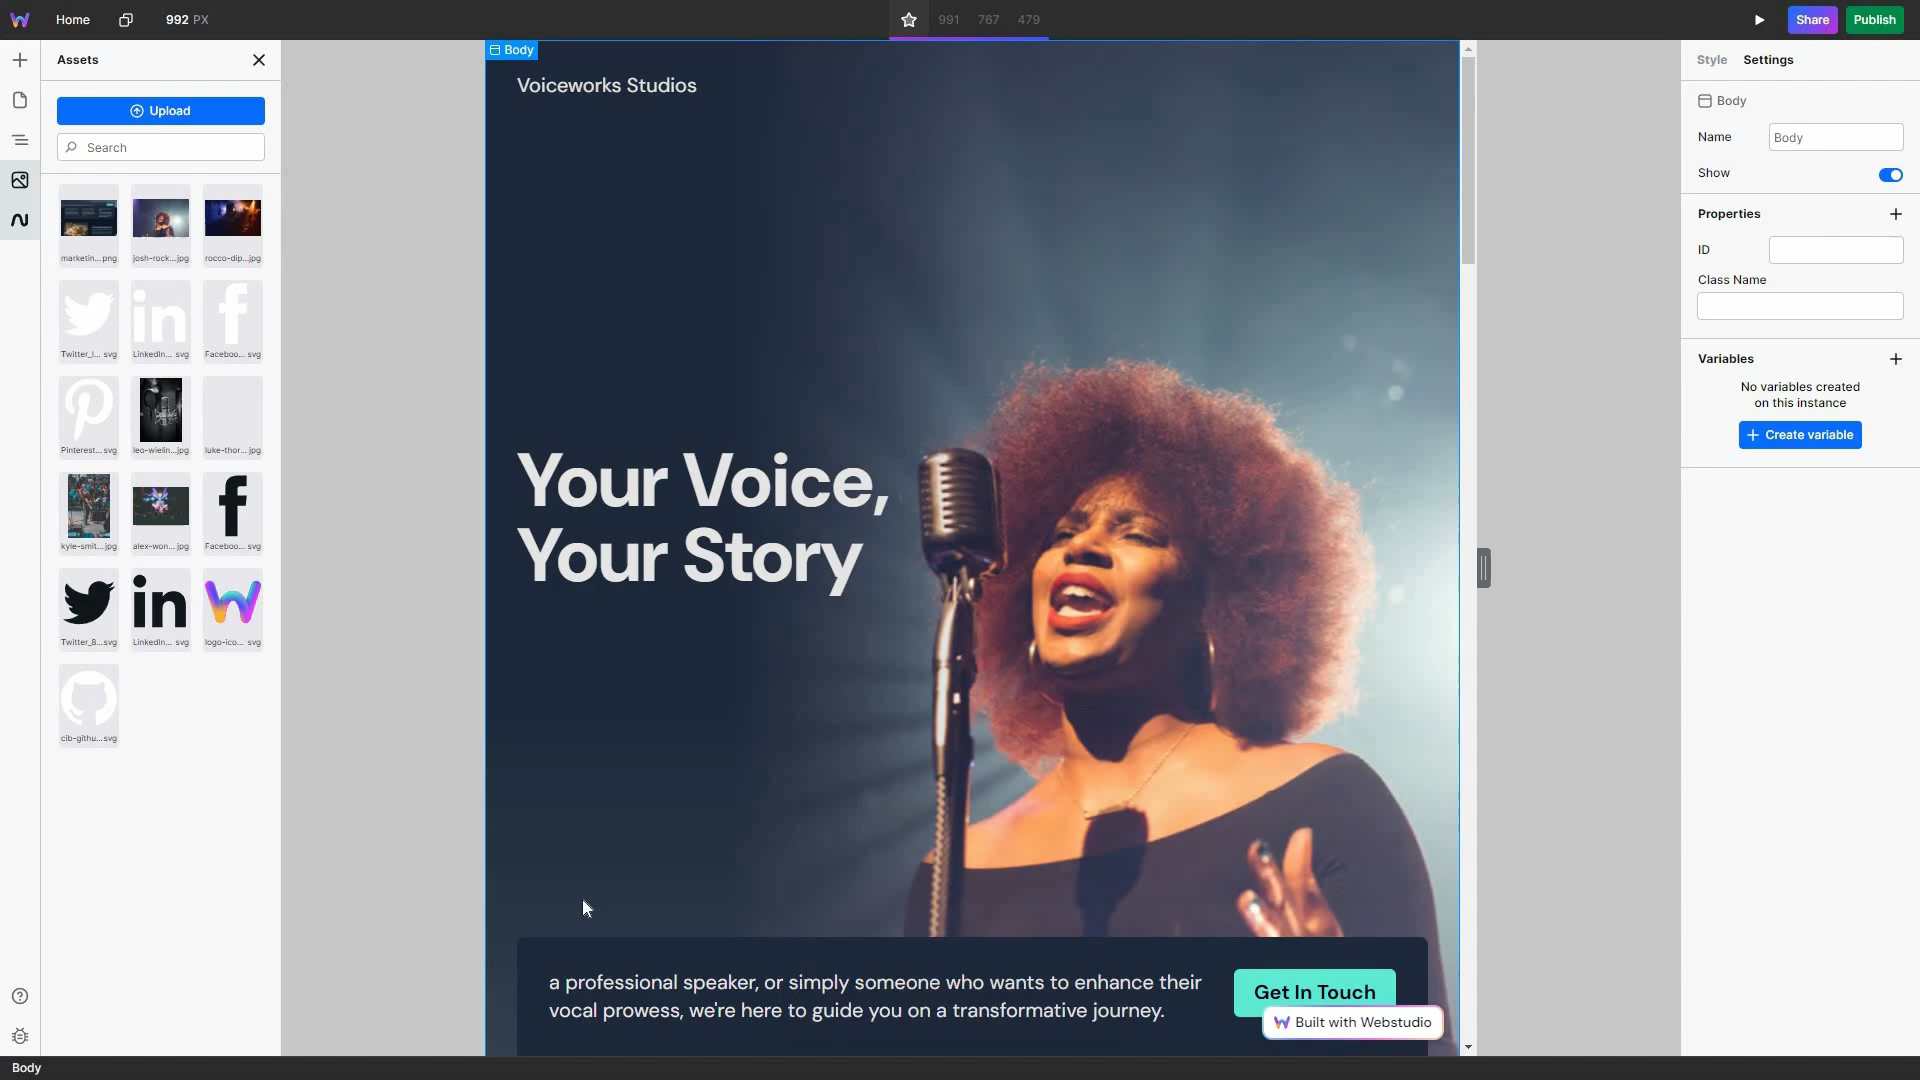 Home
992 PX
991
767
479
Share
Publish
Assets
Upload
Search
marketin... png
josh-rock...jpg
rocco-dip...jpg
Twitter_l... svg
LinkedIn... svg
Faceboo... svg
Pinterest... svg
leo-wielin...jpg
luke-thor... jpg
kyle-smit...jpg
alex-won... jpg
Faceboo... svg
Twitter_B...svg
LinkedIn... svg
logo-ico... svg
cib-githu...svg
Body
Voiceworks Studios
Your Voice,
Your Story
a professional speaker, or simply someone who wants to enhance their
vocal prowess, we're here to guide you on a transformative journey.
Get In Touch
Built with Webstudio
Style
Settings
Body
Name
Body
Show
Properties
ID
Class Name
Variables
No variables created
on this instance
Create variable
Body